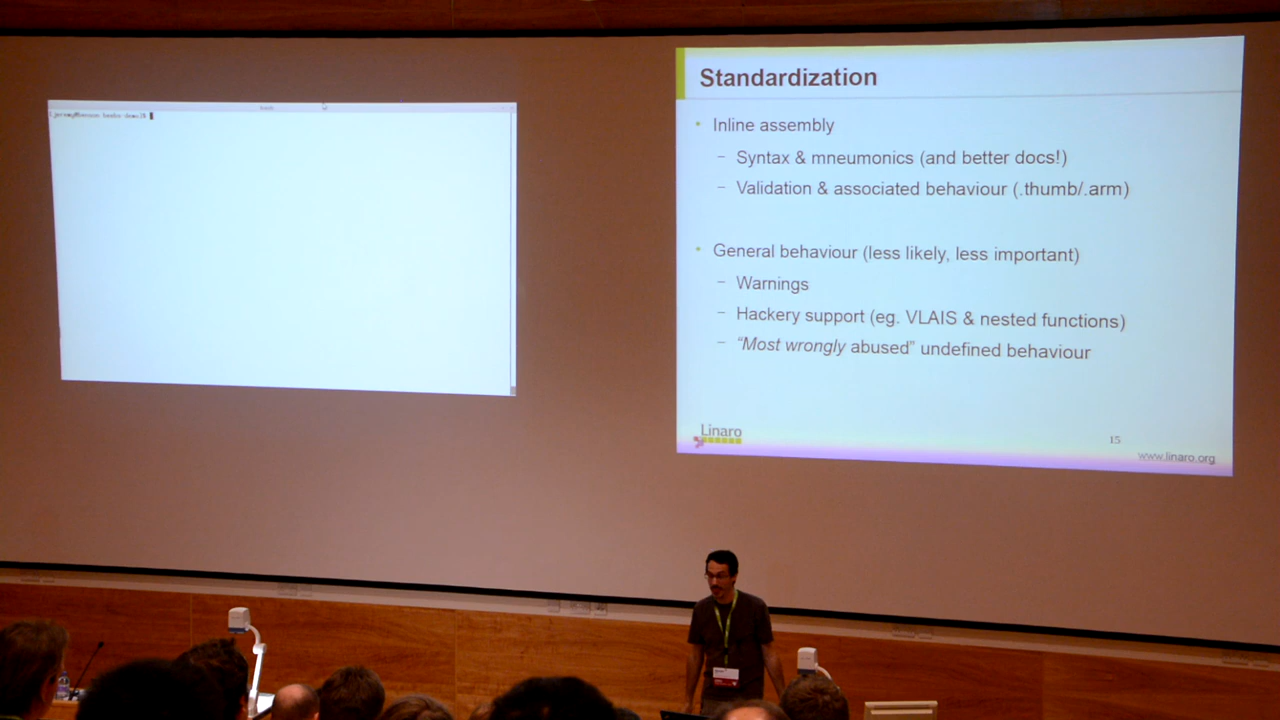 bash
Standardization
• Inline assembly
– Syntax & mneumonics (and better docs!)
– Validation & associated behaviour (.thumb/.arm)
• General behaviour (less likely, less important)
– Warnings
– Hackery support (eg. VLAIS & nested functions)
– “Most wrongly abused” undefined behaviour
Linaro
15
www.linaro.org